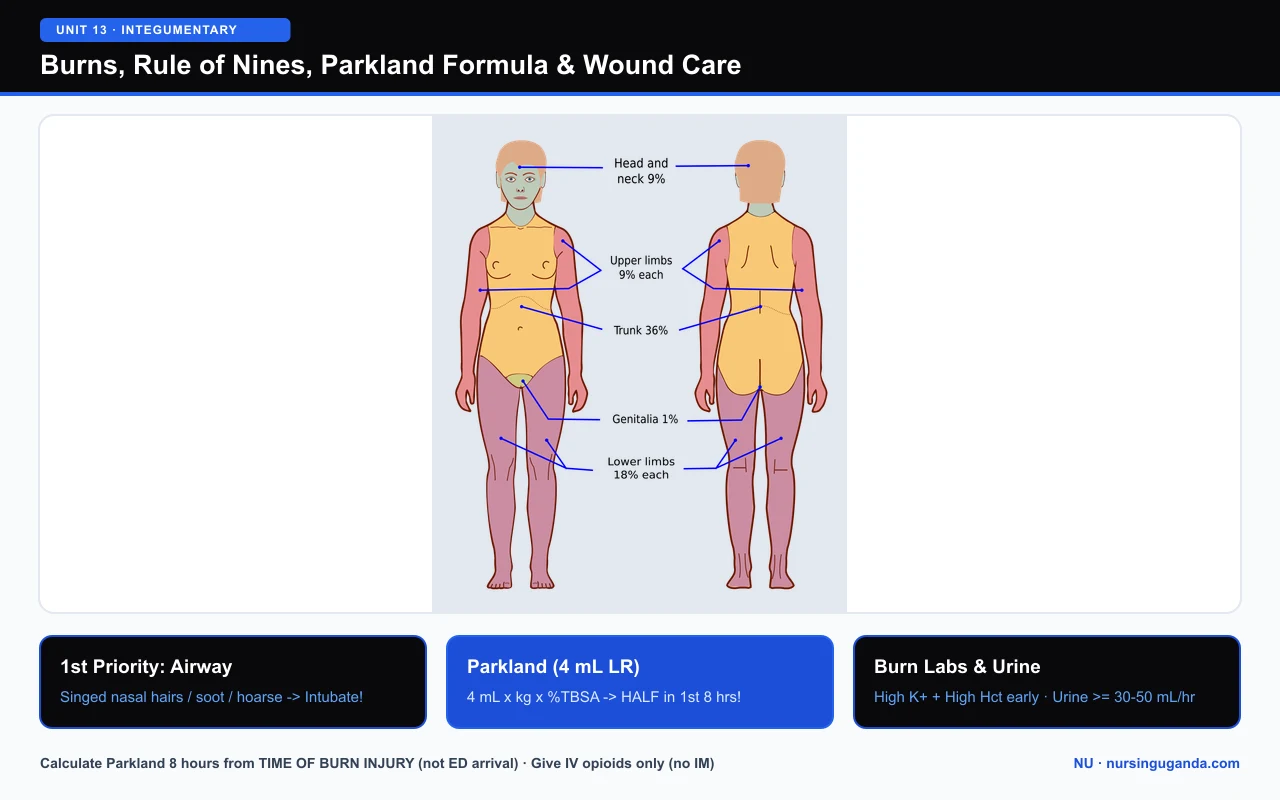 UNIT 13 · INTEGUMENTARY
Burns, Rule of Nines, Parkland Formula & Wound Care
Head and
neck 9%
Upper limbs
9% each
Trunk 36%
Genitalia 1%
Lower limbs
18% each
1st Priority: Airway
Singed nasal hairs / soot / hoarse -> Intubate!
Parkland (4 mL LR)
4 mL x kg x %TBSA -> HALF in 1st 8 hrs!
Burn Labs & Urine
High K+ + High Hct early · Urine >= 30-50 mL/hr
Calculate Parkland 8 hours from TIME OF BURN INJURY (not ED arrival) · Give IV opioids only (no IM)
NU · nursinguganda.com